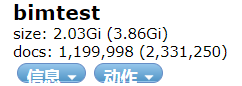 bimtest
size: 2.03Gi (3.86Gi)
docs: 1,199,998 (2,331,250)
信息 动作